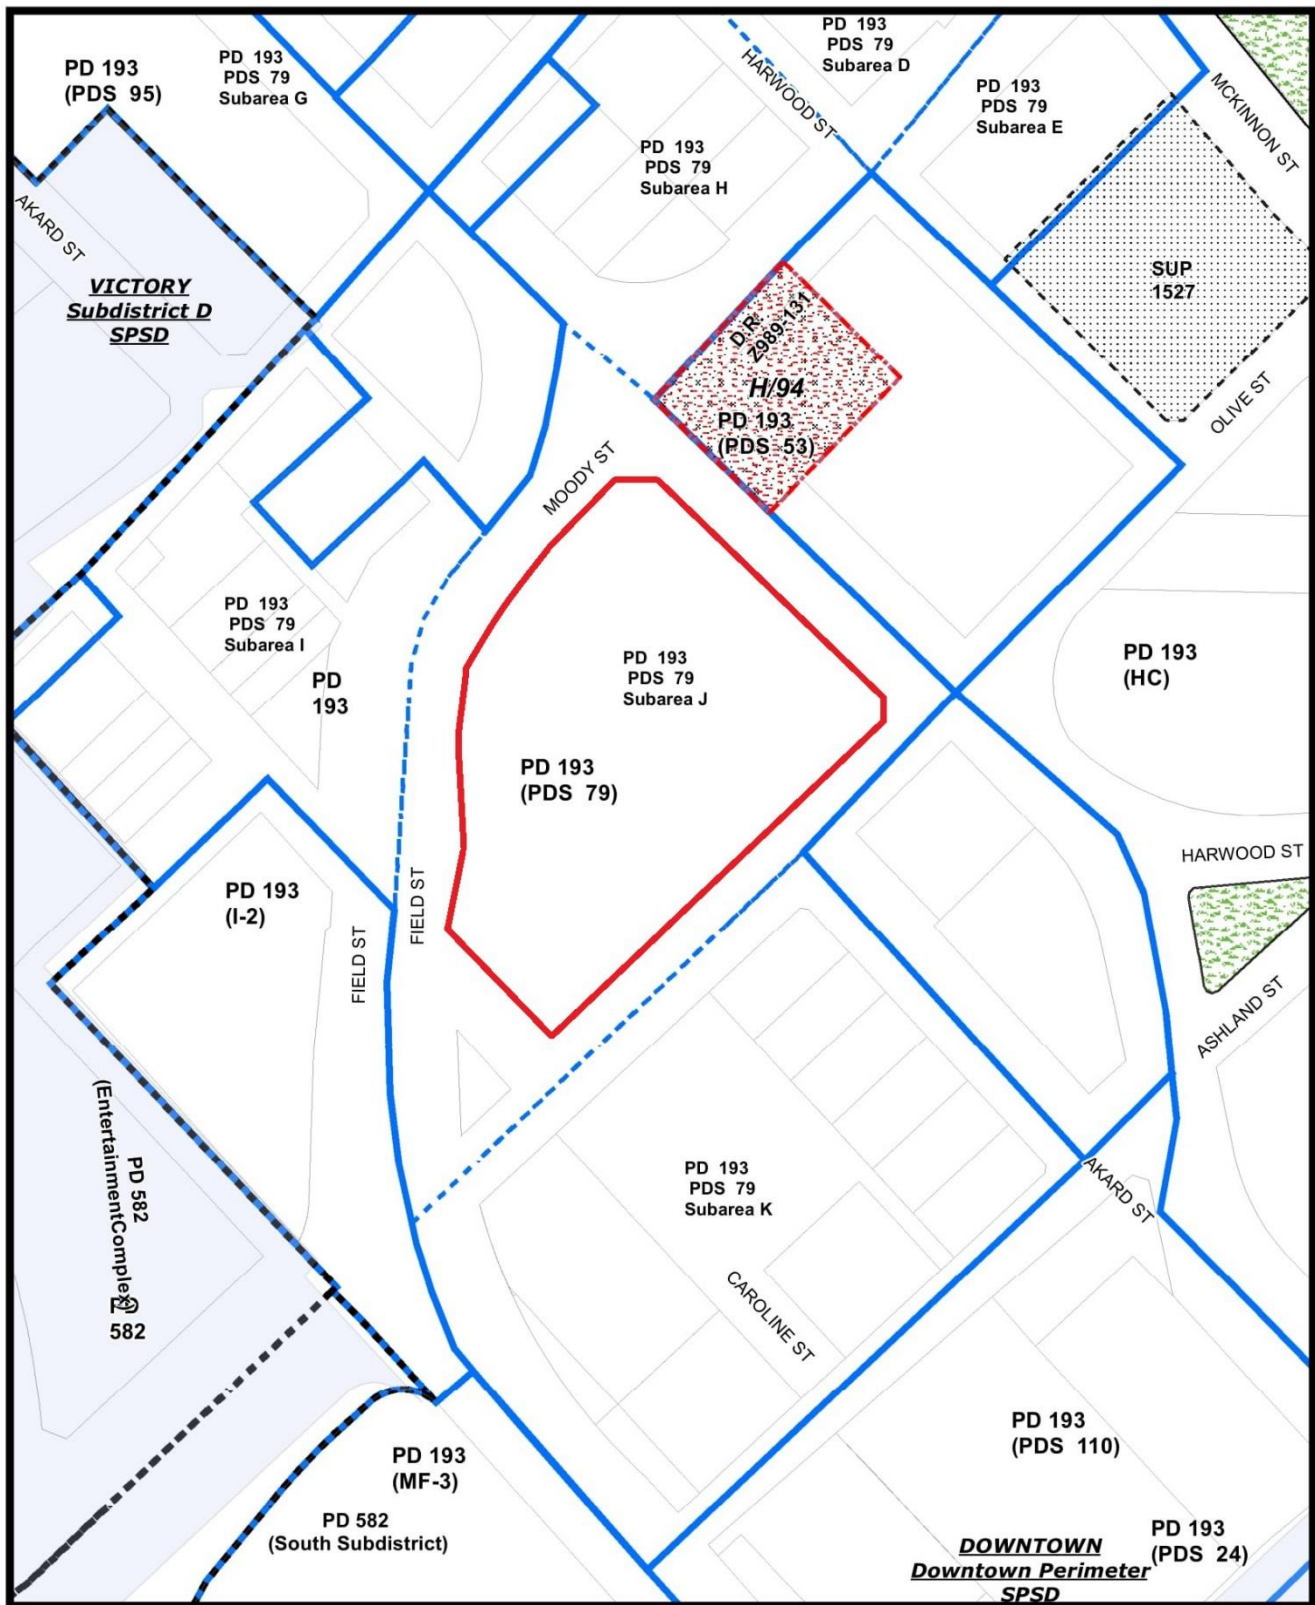 PD 193
PDS 79
Subarea D
PD 193
PDS 79
Subarea G
PD 193
(PDS 95)
HARWOOD ST
PD 193
PDS 79
Subarea E
MCKINNON ST
PD 193
PDS 79
Subarea H
AKARD ST
VICTORY
Subdistrict D
SPSD
SUP
1527
D.R.
Z989-131
H/94
PD 193
(PDS 53)
OLIVE ST
MOODY ST
PD 193
PDS 79
Subarea I
PD
193
PD 193
PDS 79
Subarea J
PD 193
(HC)
PD 193
(PDS 79)
HARWOOD ST
PD 193
(I-2)
FIELD ST
FIELD ST
ASHLAND ST
PD 582
(EntertainmentComplex)
582
PD 193
PDS 79
Subarea K
AKARD ST
CAROLINE ST
PD 193
(PDS 110)
PD 193
(MF-3)
PD 582
(South Subdistrict)
PD 193
(PDS 24)
DOWNTOWN
Downtown Perimeter
SPSD